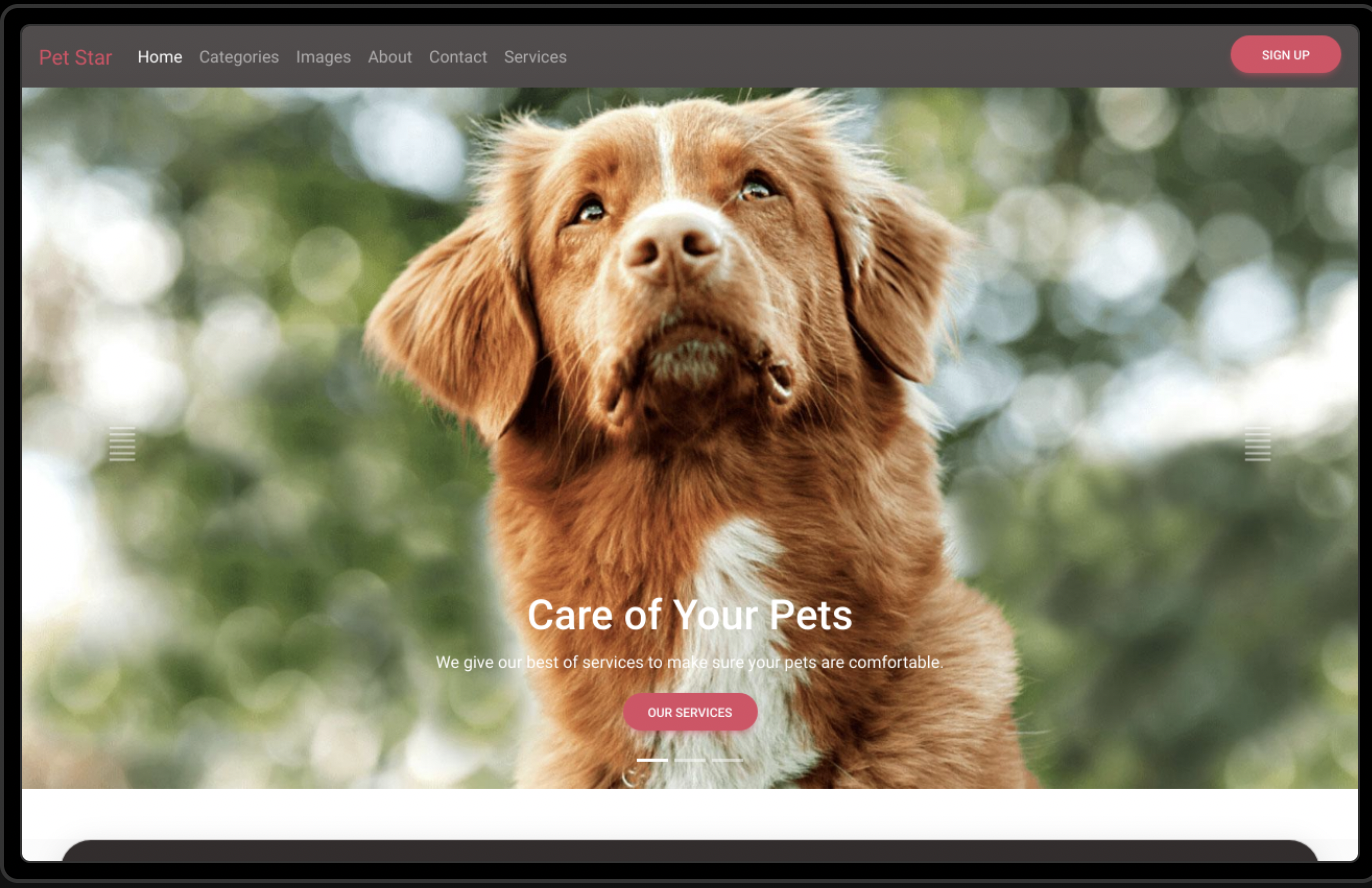 Pet Star Home Categories Images About Contact Services SIGN UP
Care of Your Pets
We give our best of services to make sure your pets are comfortable.
OUR SERVICES